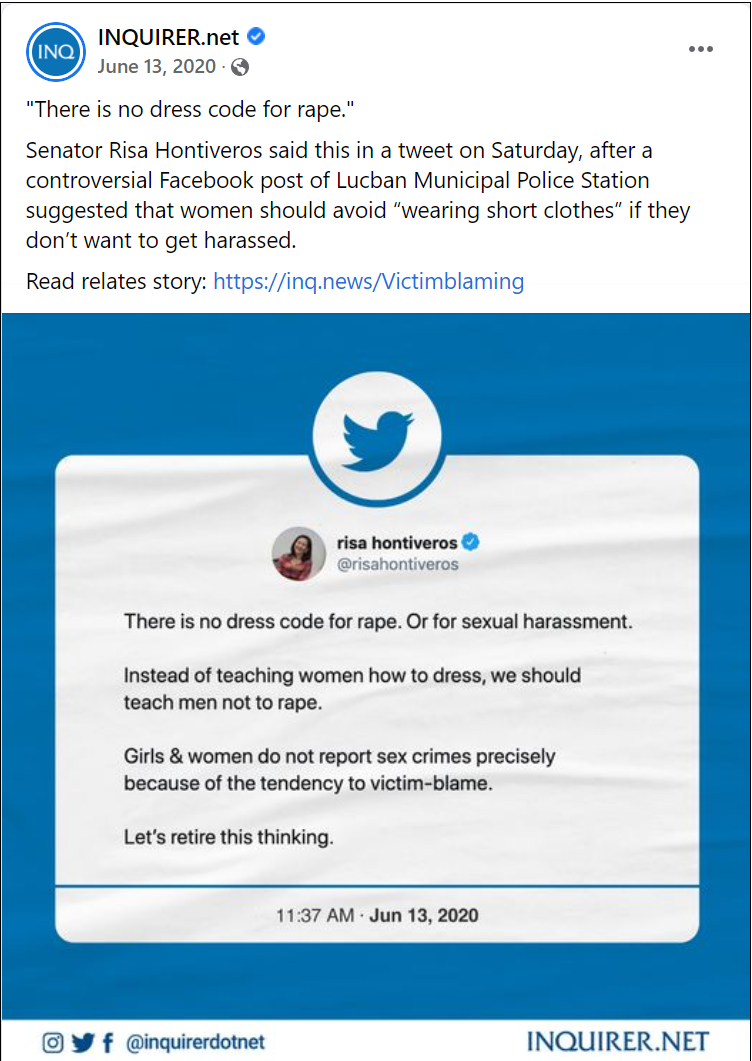 INQ
INQUIRER.net
June 13, 2020 ·
"There is no dress code for rape."
Senator Risa Hontiveros said this in a tweet on Saturday, after a
controversial Facebook post of Lucban Municipal Police Station
suggested that women should avoid “wearing short clothes” if they
don’t want to get harassed.
Read relates story: https://inq.news/Victimblaming
risa hontiveros
@risahontiveros
There is no dress code for rape. Or for sexual harassment.
Instead of teaching women how to dress, we should
teach men not to rape.
Girls & women do not report sex crimes precisely
because of the tendency to victim-blame.
Let’s retire this thinking.
11:37 AM · Jun 13, 2020
@inquirerdotnet
INQUIRER.NET